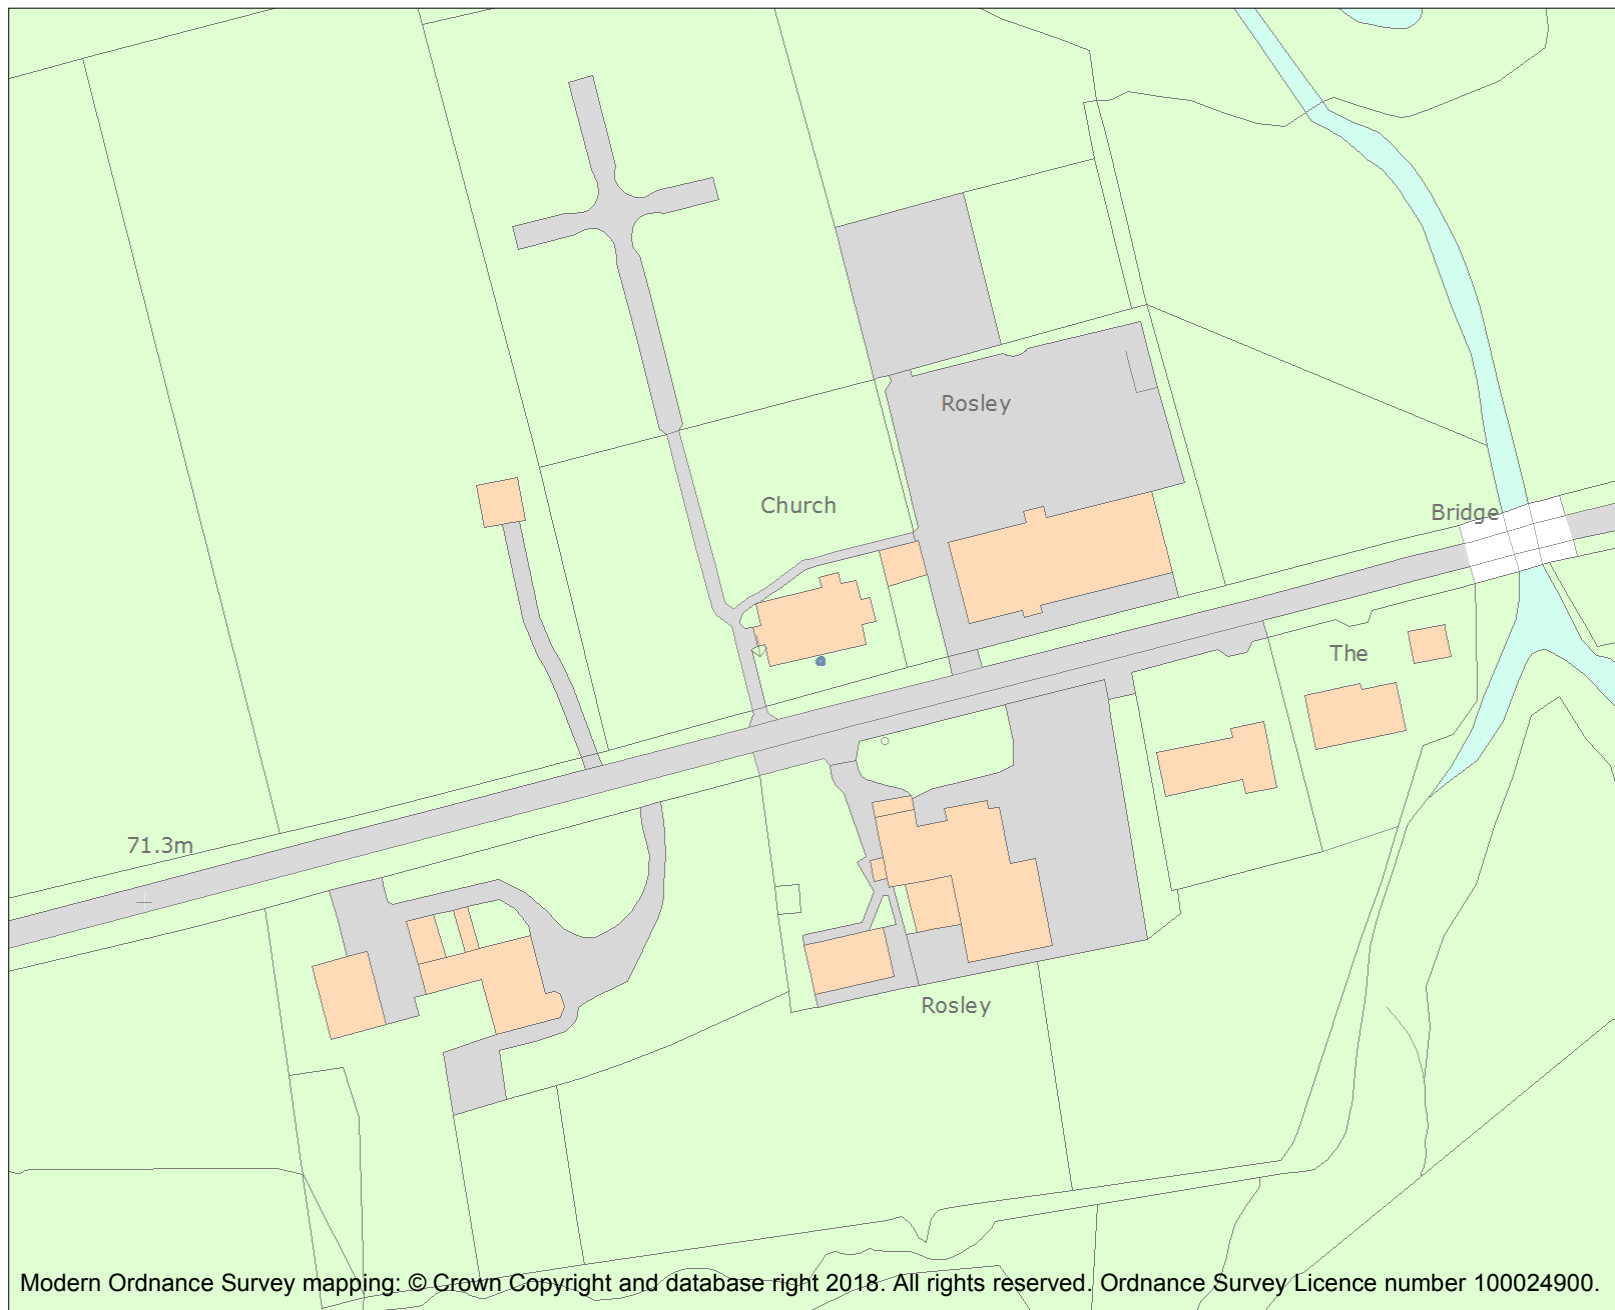 Rosley
Church
Bridge
The
71.3m
Rosley
Modern Ordnance Survey mapping: © Crown Copyright and database right 2018. All rights reserved. Ordnance Survey Licence number 100024900.